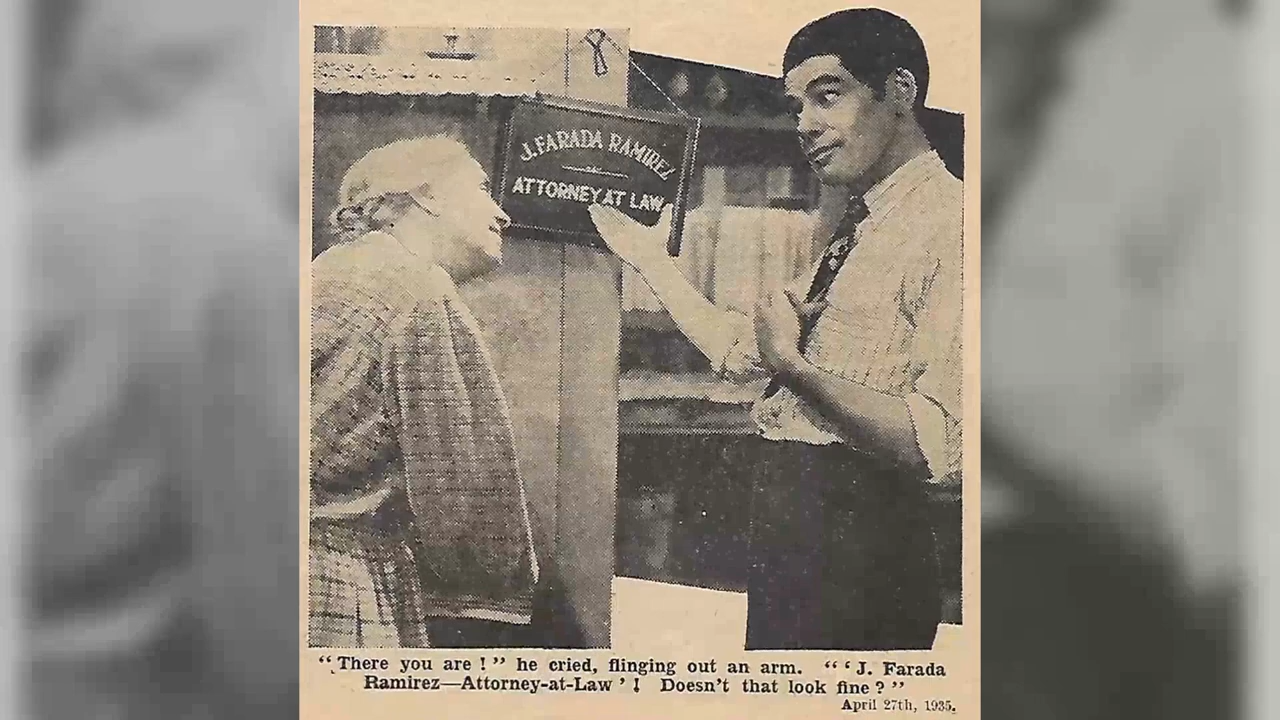 J. FARADA RAMIREZ
ATTORNEY AT LAW
“ There you are ! ” he cried, flinging out an arm. “ ‘ J. Farada
Ramirez—Attorney-at-Law ’ ! Doesn't that look fine ? ”
April 27th, 1935.